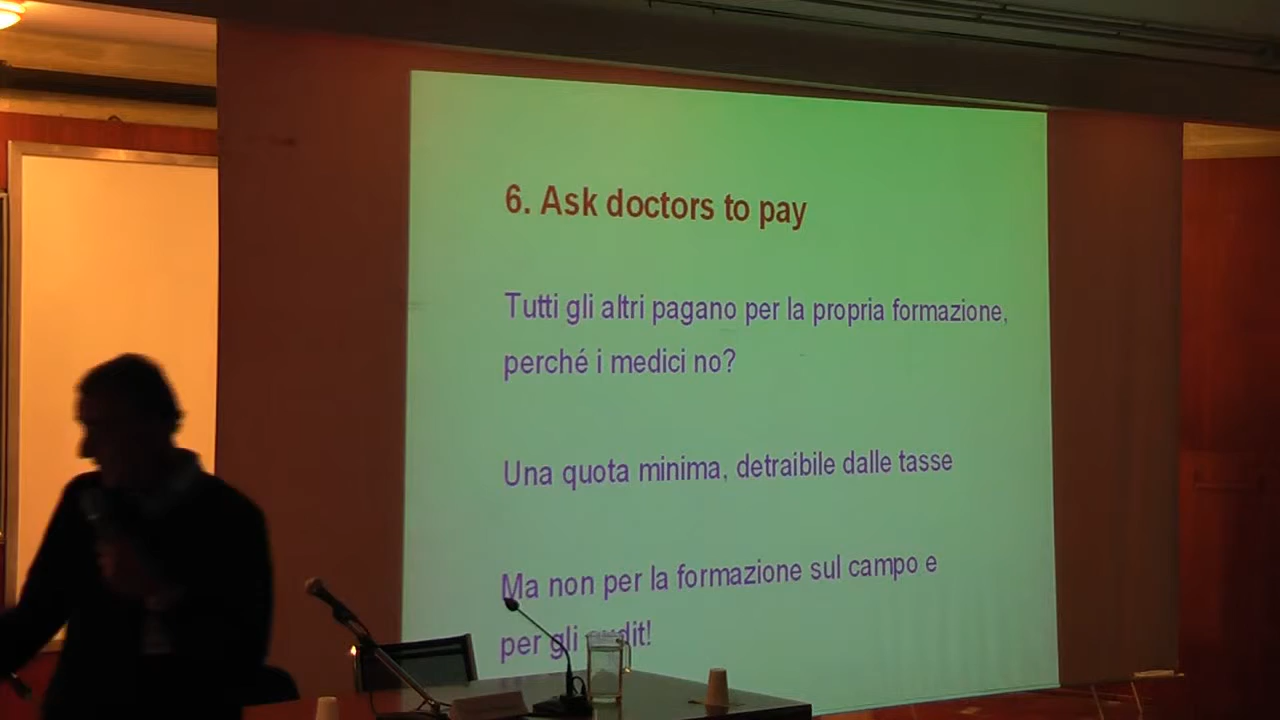 6. Ask doctors to pay
Tutti gli altri pagano per la propria formazione,
perché i medici no?
Una quota minima, detraibile dalle tasse
Ma non per la formazione sul campo e
per gli audit!